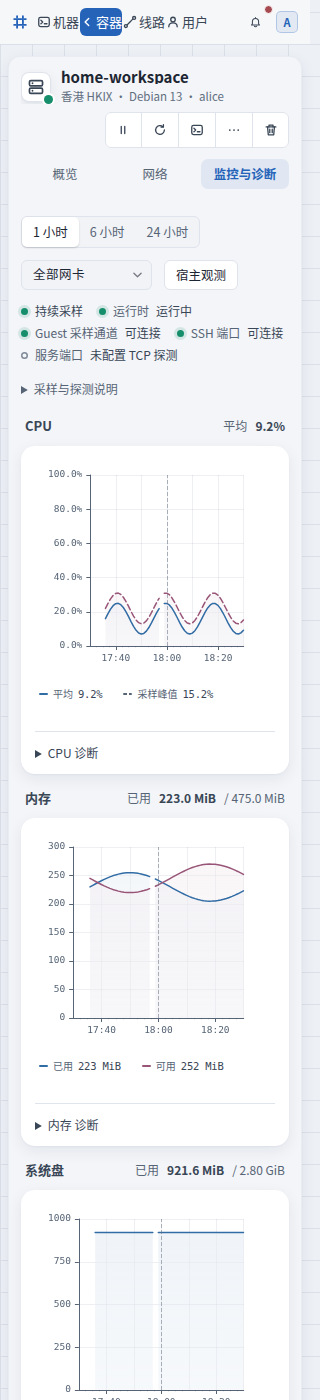 机器 容器 线路 用户 A
home-workspace
香港 HKIX • Debian 13 • alice
概览 网络 监控与诊断
1 小时 6 小时 24 小时
全部网卡 宿主观测
持续采样 运行时 运行中
Guest 采样通道 可连接 SSH 端口 可连接
服务端口 未配置 TCP 探测
采样与探测说明
CPU 平均 9.2%
100.0%
80.0%
60.0%
40.0%
20.0%
0.0%
17:40 18:00 18:20
平均 9.2% 采样峰值 15.2%
CPU 诊断
内存 已用 223.0 MiB / 475.0 MiB
300
250
200
150
100
50
0
17:40 18:00 18:20
已用 223 MiB 可用 252 MiB
内存 诊断
系统盘 已用 921.6 MiB / 2.80 GiB
1000
750
500
250
0